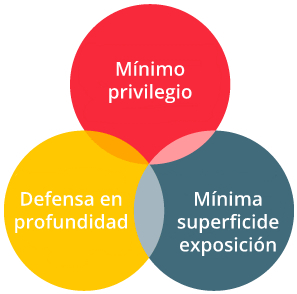 Mínimo
privilegio
Defensa en
profundidad
Mínima
superficide
exposición